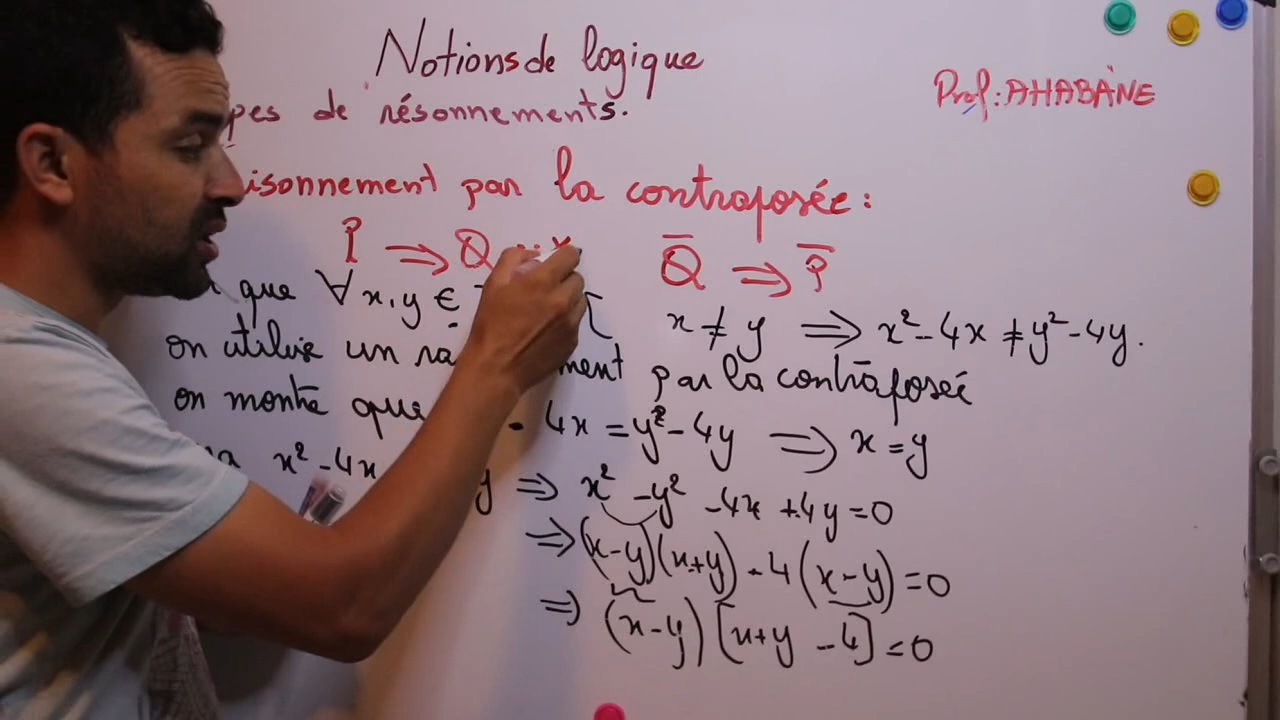 Notions de logique
Prof: AHABANE
pes de résonnements.
isonnement par la contraposée :
P ⇒ Q Q̅ ⇒ P̅
que ∀ x, y ∈ x ≠ y ⇒ x² - 4x ≠ y² - 4y.
on utilise un ment par la contraposeé
on montre que - 4x = y² - 4y ⇒ x = y
x² - 4x y ⇒ x² - y² - 4x + 4y = 0
⇒ (x - y)(x + y) - 4(x - y) = 0
⇒ (x - y)[x + y - 4] = 0